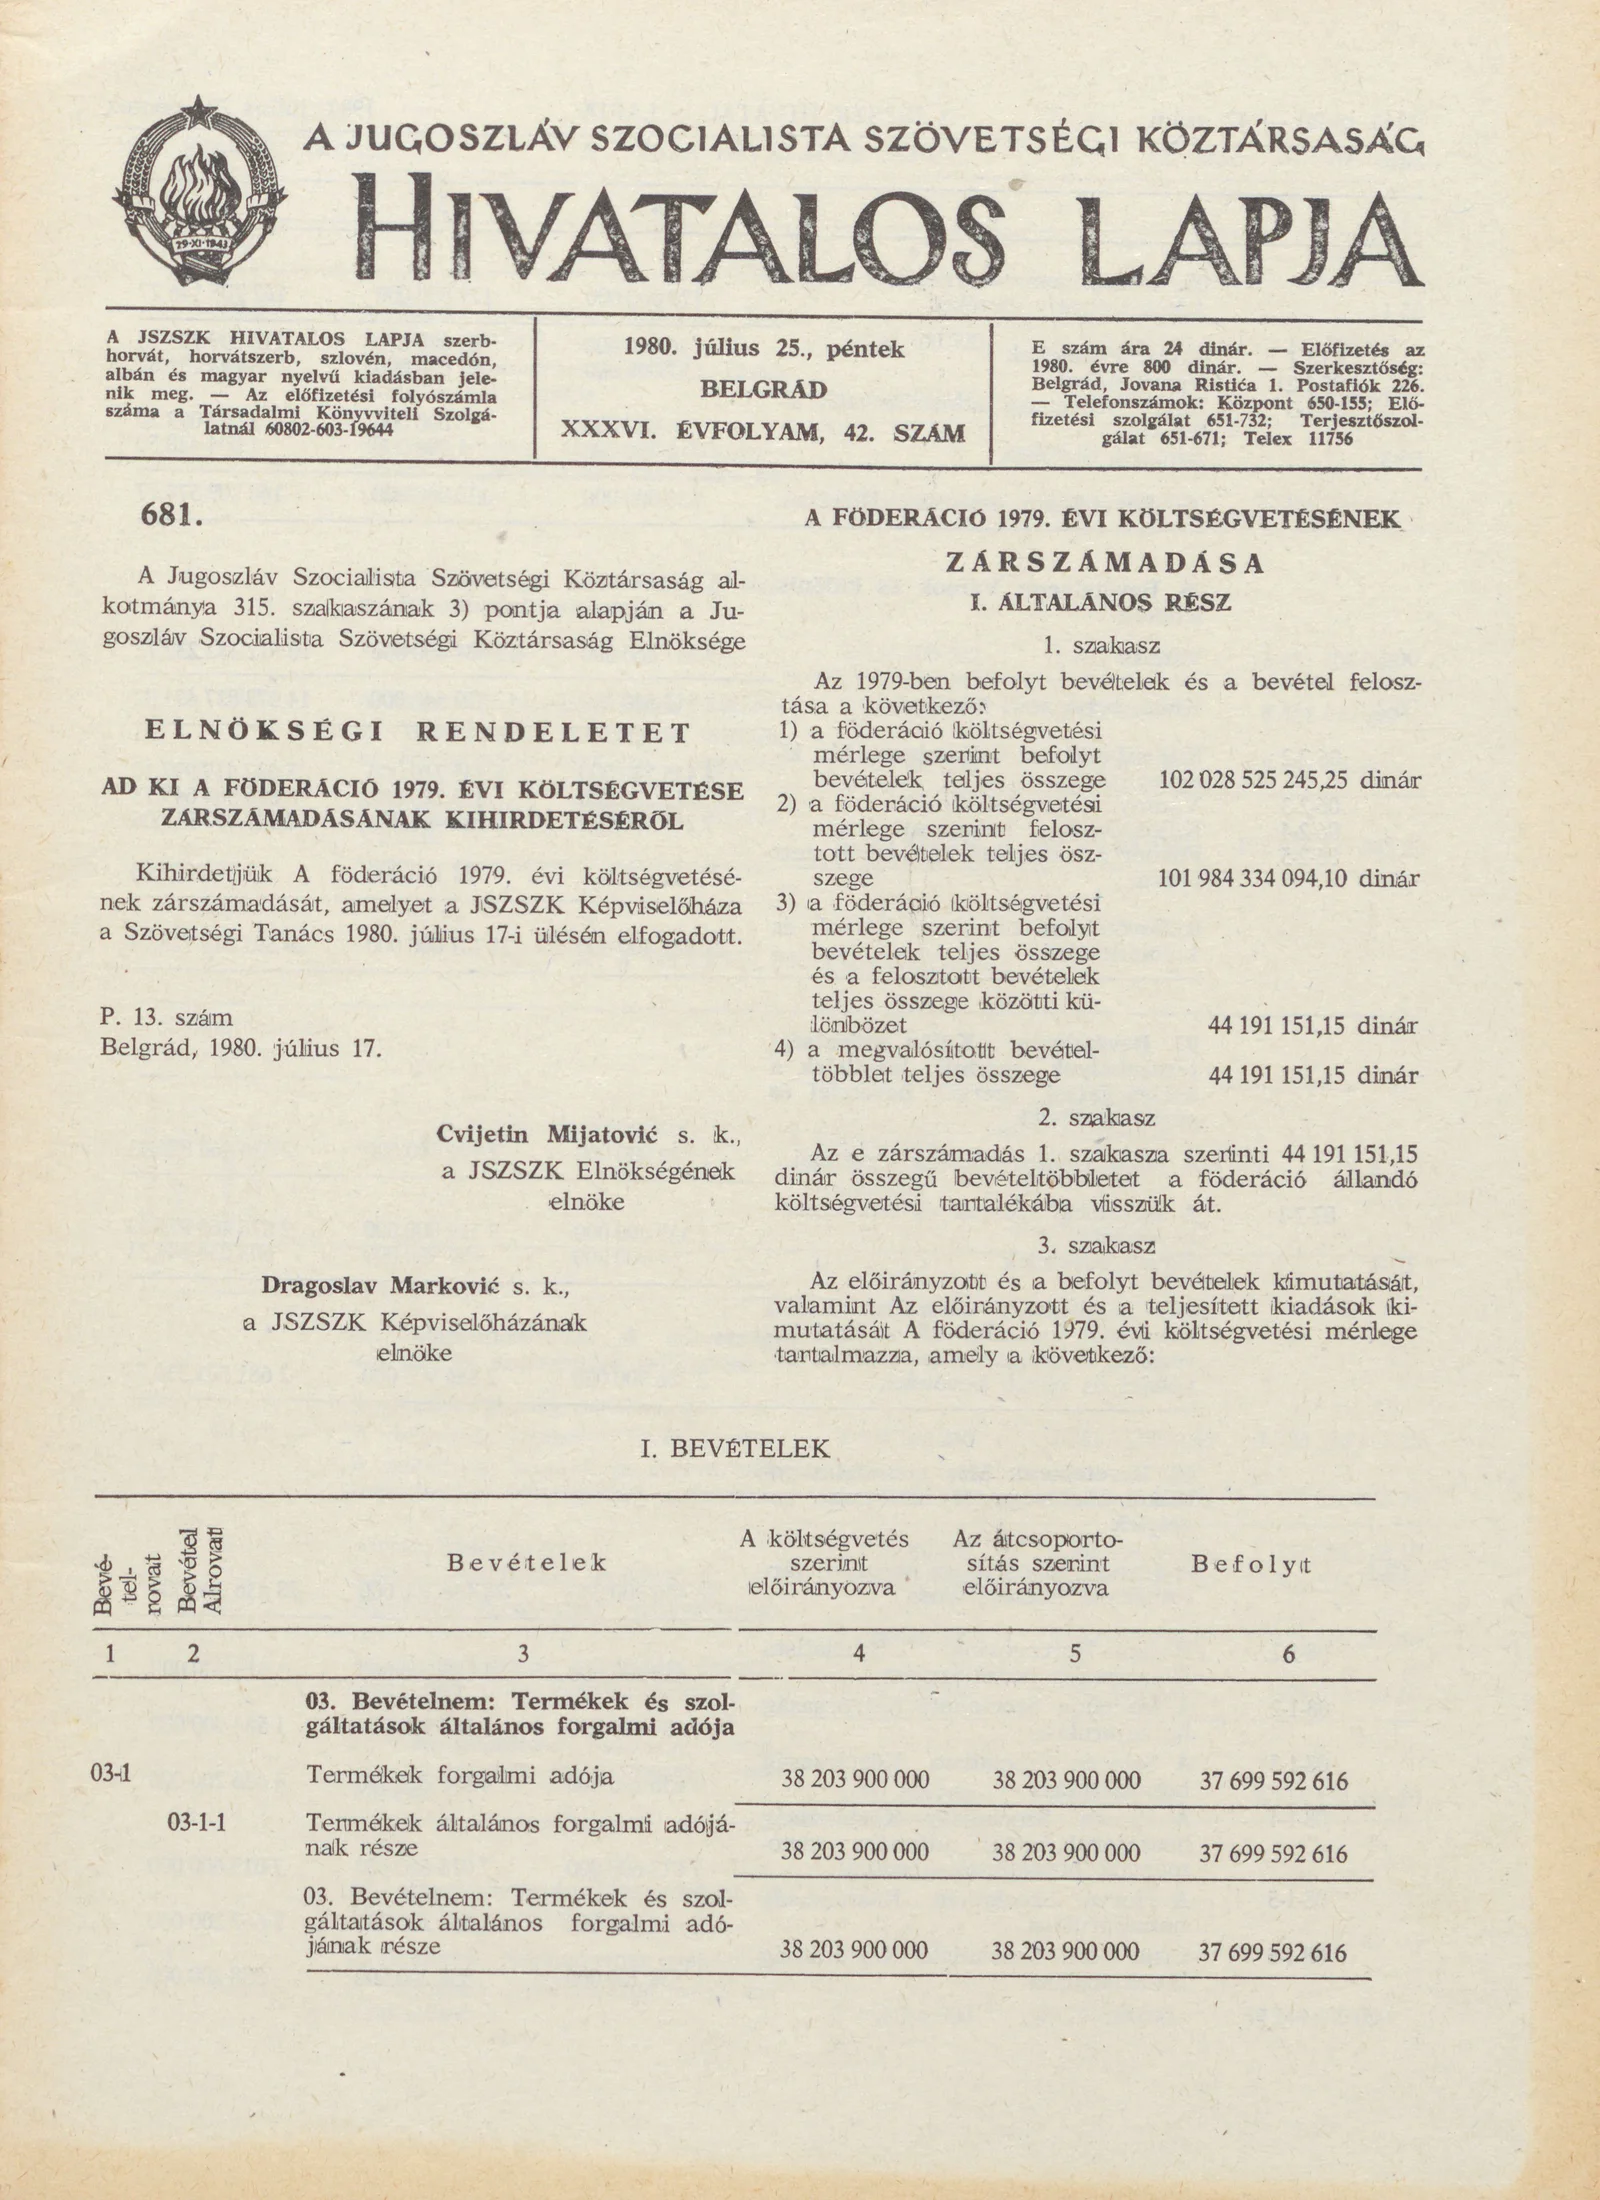 A JUGOSZLÁV SZOCIALISTA SZÖVETSÉGI KÖZTÁRSASÁG
HIVATALOS LAPJA
29·XI·1943
A JSZSZK HIVATALOS LAPJA szerb-
horvát, horvátszerb, szlovén, macedón,
albán és magyar nyelvű kiadásban jele-
nik meg. — Az előfizetési folyószámla
száma a Társadalmi Könyvviteli Szolgá-
latnál 60802-603-19644
1980. július 25., péntek
BELGRÁD
XXXVI. ÉVFOLYAM, 42. SZÁM
E szám ára 24 dinár. — Előfizetés az
1980. évre 800 dinár. — Szerkesztőség:
Belgrád, Jovana Ristića 1. Postafiók 226.
— Telefonszámok: Központ 650-155; Elő-
fizetési szolgálat 651-732; Terjesztőszol-
gálat 651-671; Telex 11756
681.
A Jugoszláv Szocialista Szövetségi Köztársaság al-
kotmánya 315. szakaszának 3) pontja alapján a Ju-
goszláv Szocialista Szövetségi Köztársaság Elnöksége
ELNÖKSÉGI RENDELETET
AD KI A FÖDERÁCIÓ 1979. ÉVI KÖLTSÉGVETÉSE
ZÁRSZÁMADÁSÁNAK KIHIRDETÉSÉRŐL
Kihirdetjük A föderáció 1979. évi költségvetésé-
nek zárszámadását, amelyet a JSZSZK Képviselőháza
a Szövetségi Tanács 1980. július 17-i ülésén elfogadott.
P. 13. szám
Belgrád, 1980. július 17.
Cvijetin Mijatović s. k.,
a JSZSZK Elnökségének
elnöke
Dragoslav Marković s. k.,
a JSZSZK Képviselőházának
elnöke
A FÖDERÁCIÓ 1979. ÉVI KÖLTSÉGVETÉSÉNEK
ZÁRSZÁMADÁSA
I. ÁLTALÁNOS RÉSZ
1. szakasz
Az 1979-ben befolyt bevételek és a bevétel felosz-
tása a következő:
1) a föderáció költségvetési
mérlege szerint befolyt
bevételek teljes összege 102 028 525 245,25 dinár
2) a föderáció költségvetési
mérlege szerint felosz-
tott bevételek teljes ösz-
szege 101 984 334 094,10 dinár
3) a föderáció költségvetési
mérlege szerint befolyt
bevételek teljes összege
és a felosztott bevételek
teljes összege közötti kü-
lönbözet 44 191 151,15 dinár
4) a megvalósított bevétel-
többlet teljes összege 44 191 151,15 dinár
2. szakasz
Az e zárszámadás 1. szakasza szerinti 44 191 151,15
dinár összegű bevételtöbbletet a föderáció állandó
költségvetési tartalékába visszük át.
3. szakasz
Az előirányzott és a befolyt bevételek kimutatását,
valamint Az előirányzott és a teljesített kiadások ki-
mutatását A föderáció 1979. évi költségvetési mérlege
tartalmazza, amely a következő:
I. BEVÉTELEK
Bevé-
tel-
rovat
Bevétel
Alrovat
Bevételek
A költségvetés
szerint
előirányozva
Az átcsoporto-
sítás szerint
előirányozva
Befolyt
1 2 3 4 5 6
03. Bevételnem: Termékek és szol-
gáltatások általános forgalmi adója
03-1 Termékek forgalmi adója 38 203 900 000 38 203 900 000 37 699 592 616
03-1-1 Termékek általános forgalmi adójá-
nak része 38 203 900 000 38 203 900 000 37 699 592 616
03. Bevételnem: Termékek és szol-
gáltatások általános forgalmi adó-
jának része 38 203 900 000 38 203 900 000 37 699 592 616